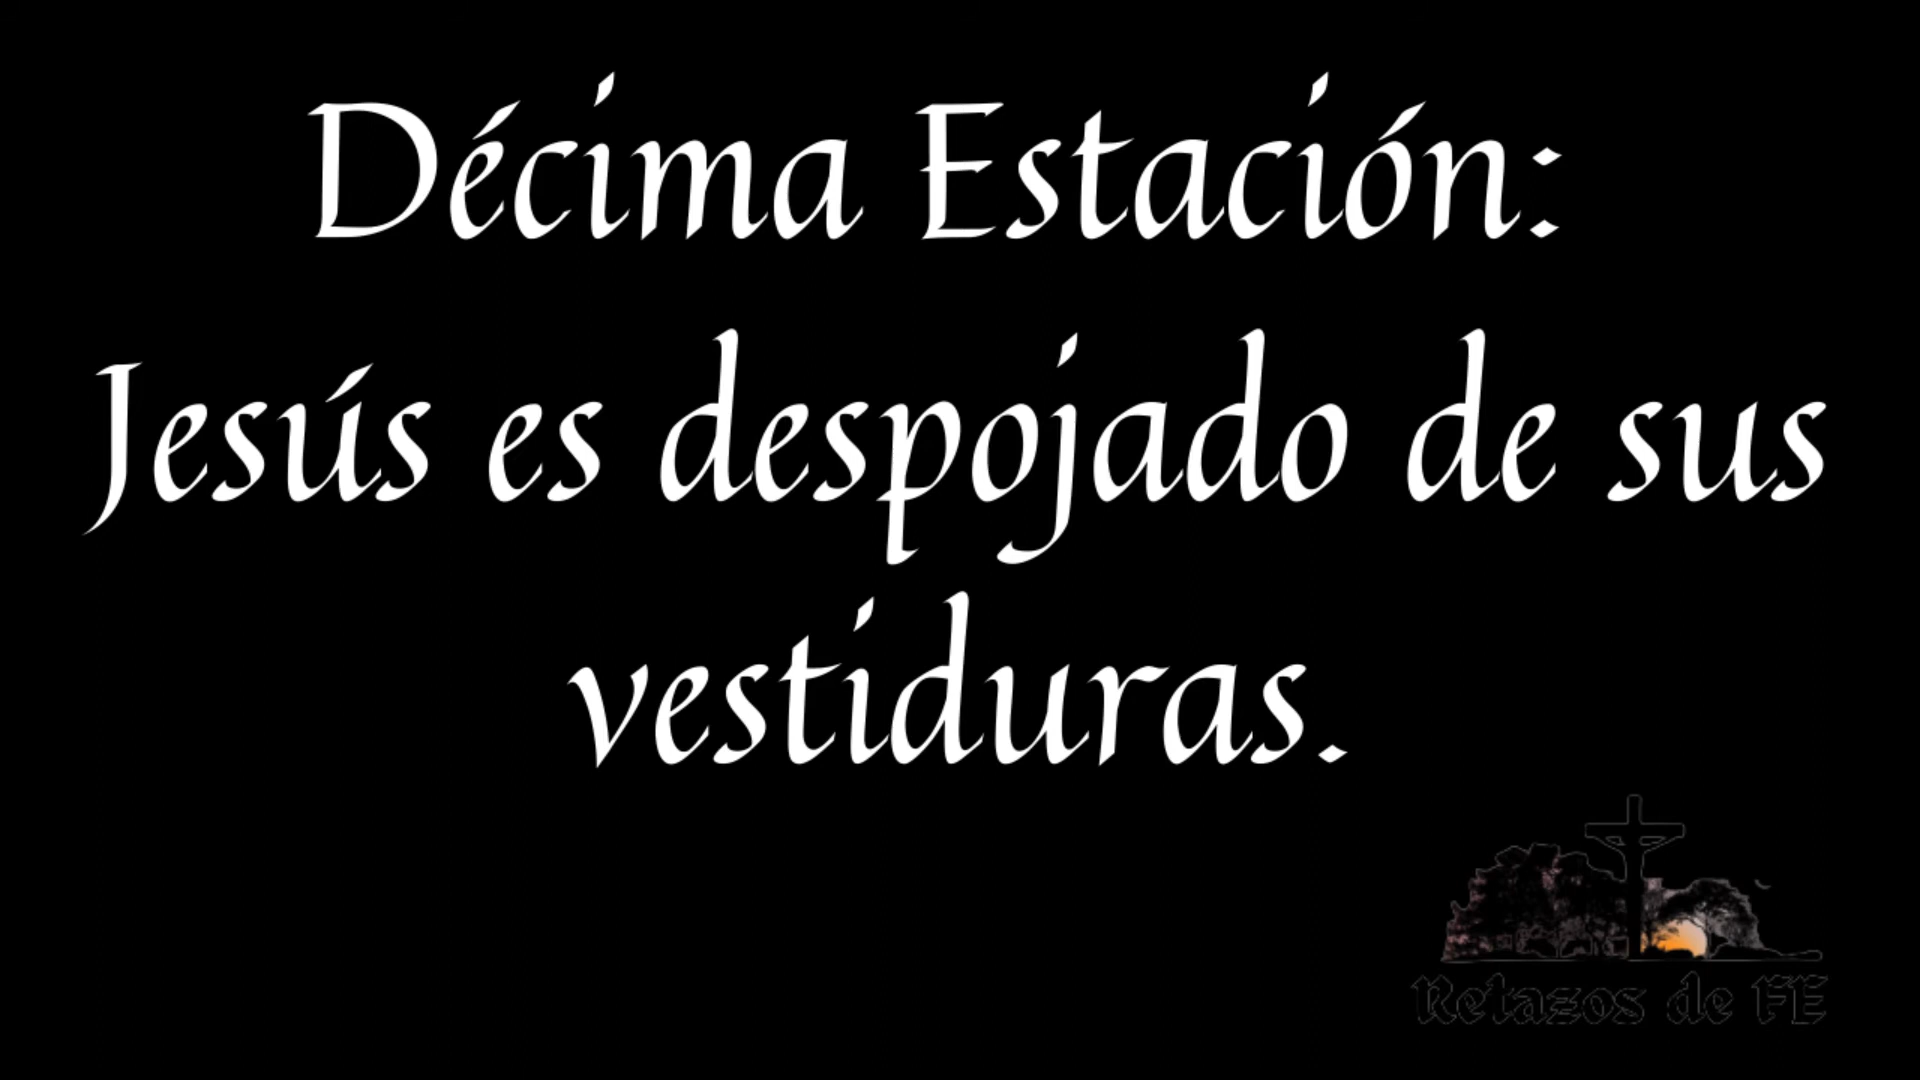 Décima Estación:
Jesús es despojado de sus
vestiduras.
Retazos de FE